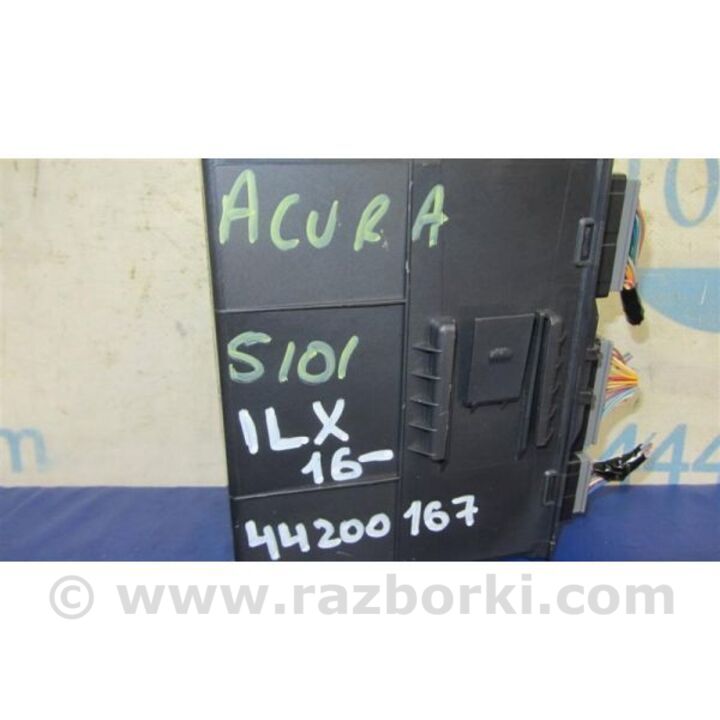 ACURA
S101
ILX
16-
44200167
© www.razborki.com